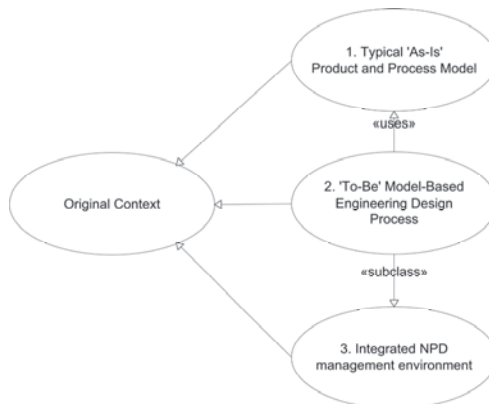 1. Typical 'As-Is'
Product and Process Model
«uses»
Original Context
2. 'To-Be' Model-Based
Engineering Design
Process
«subclass»
3. Integrated NPD
management environment